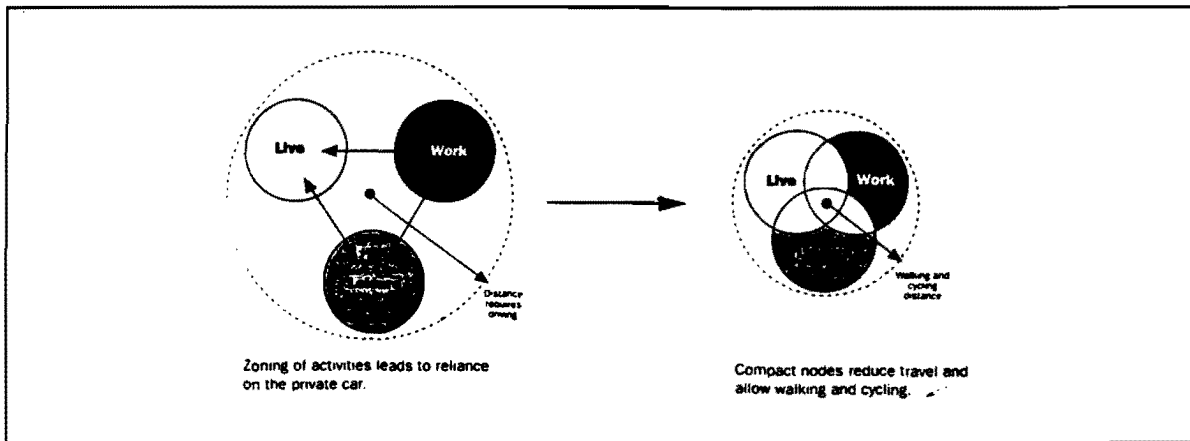 Live
Work
Distance
requires
driving
Zoning of activities leads to reliance
on the private car.
Live
Work
Walking and
cycling
distance
Compact nodes reduce travel and
allow walking and cycling.